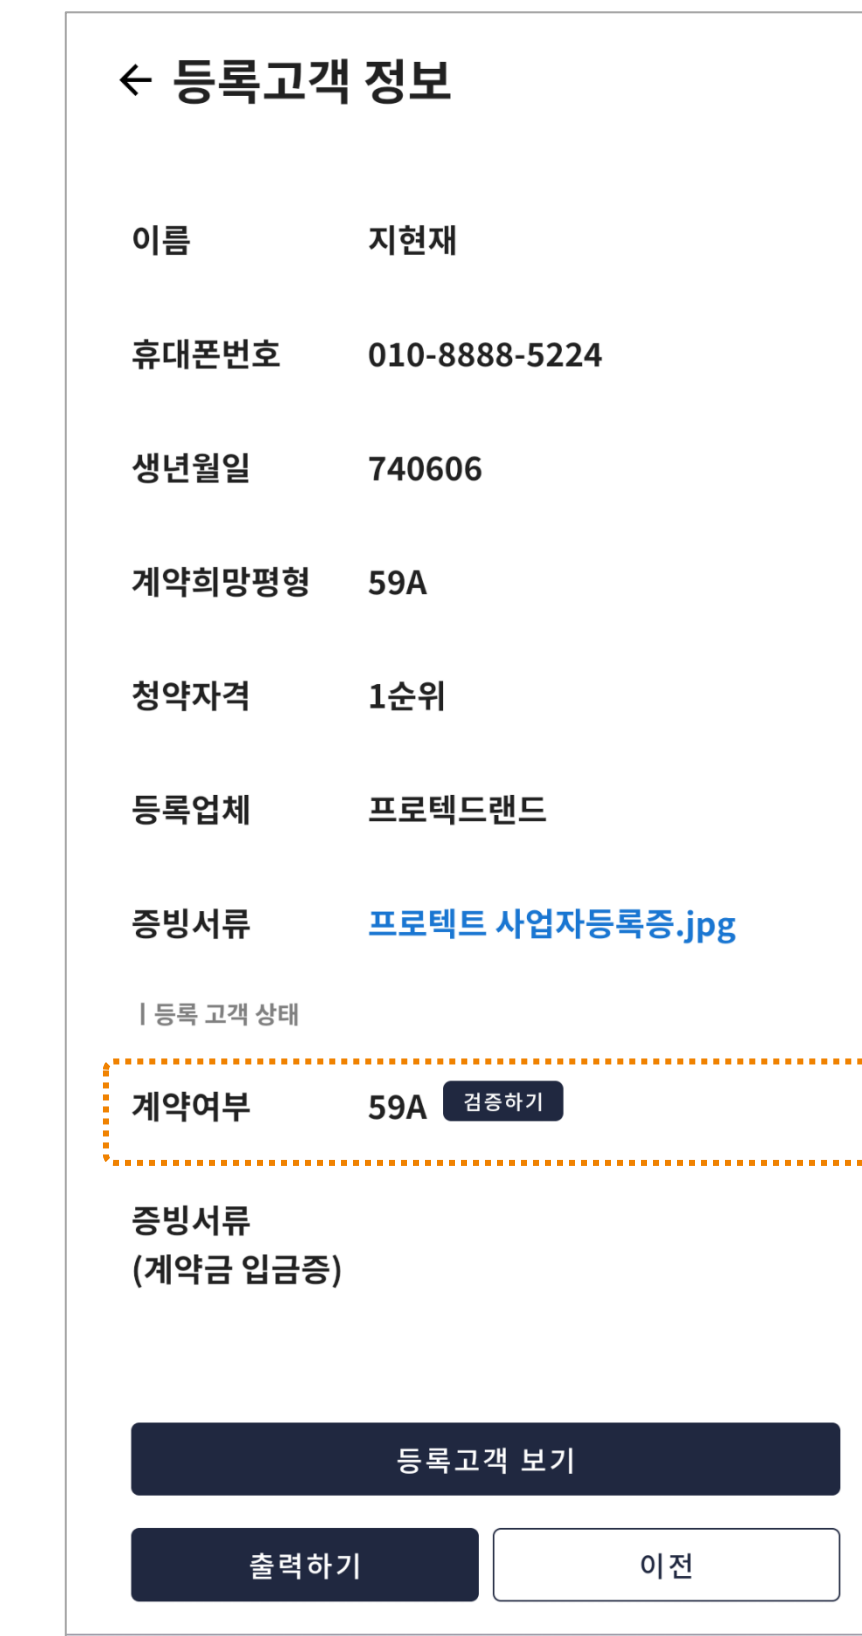 ← 등록고객 정보
이름 지현재
휴대폰번호 010-8888-5224
생년월일 740606
계약희망평형 59A
청약자격 1순위
등록업체 프로텍드랜드
증빙서류 프로텍트 사업자등록증.jpg
| 등록 고객 상태
계약여부 59A 검증하기
증빙서류
(계약금 입금증)
등록고객 보기
출력하기 이전